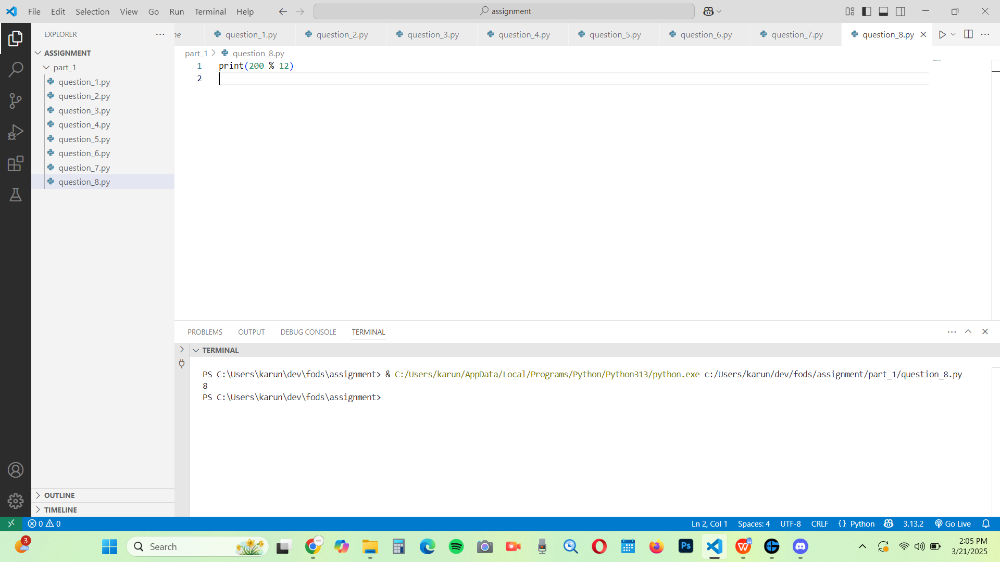 File Edit Selection View Go Run Terminal Help
assignment
EXPLORER
ne question_1.py question_2.py question_3.py question_4.py question_5.py question_6.py question_7.py question_8.py
ASSIGNMENT
part_1
question_1.py
question_2.py
question_3.py
question_4.py
question_5.py
question_6.py
question_7.py
question_8.py
OUTLINE
TIMELINE
part_1 > question_8.py
1 print(200 % 12)
2
PROBLEMS OUTPUT DEBUG CONSOLE TERMINAL
TERMINAL
PS C:\Users\karun\dev\fods\assignment> & C:/Users/karun/AppData/Local/Programs/Python/Python313/python.exe c:/Users/karun/dev/fods/assignment/part_1/question_8.py
8
PS C:\Users\karun\dev\fods\assignment>
0 0 Ln 2, Col 1 Spaces: 4 UTF-8 CRLF {} Python 3.13.2 Go Live
3 Search Ps W 2:05 PM
3/21/2025